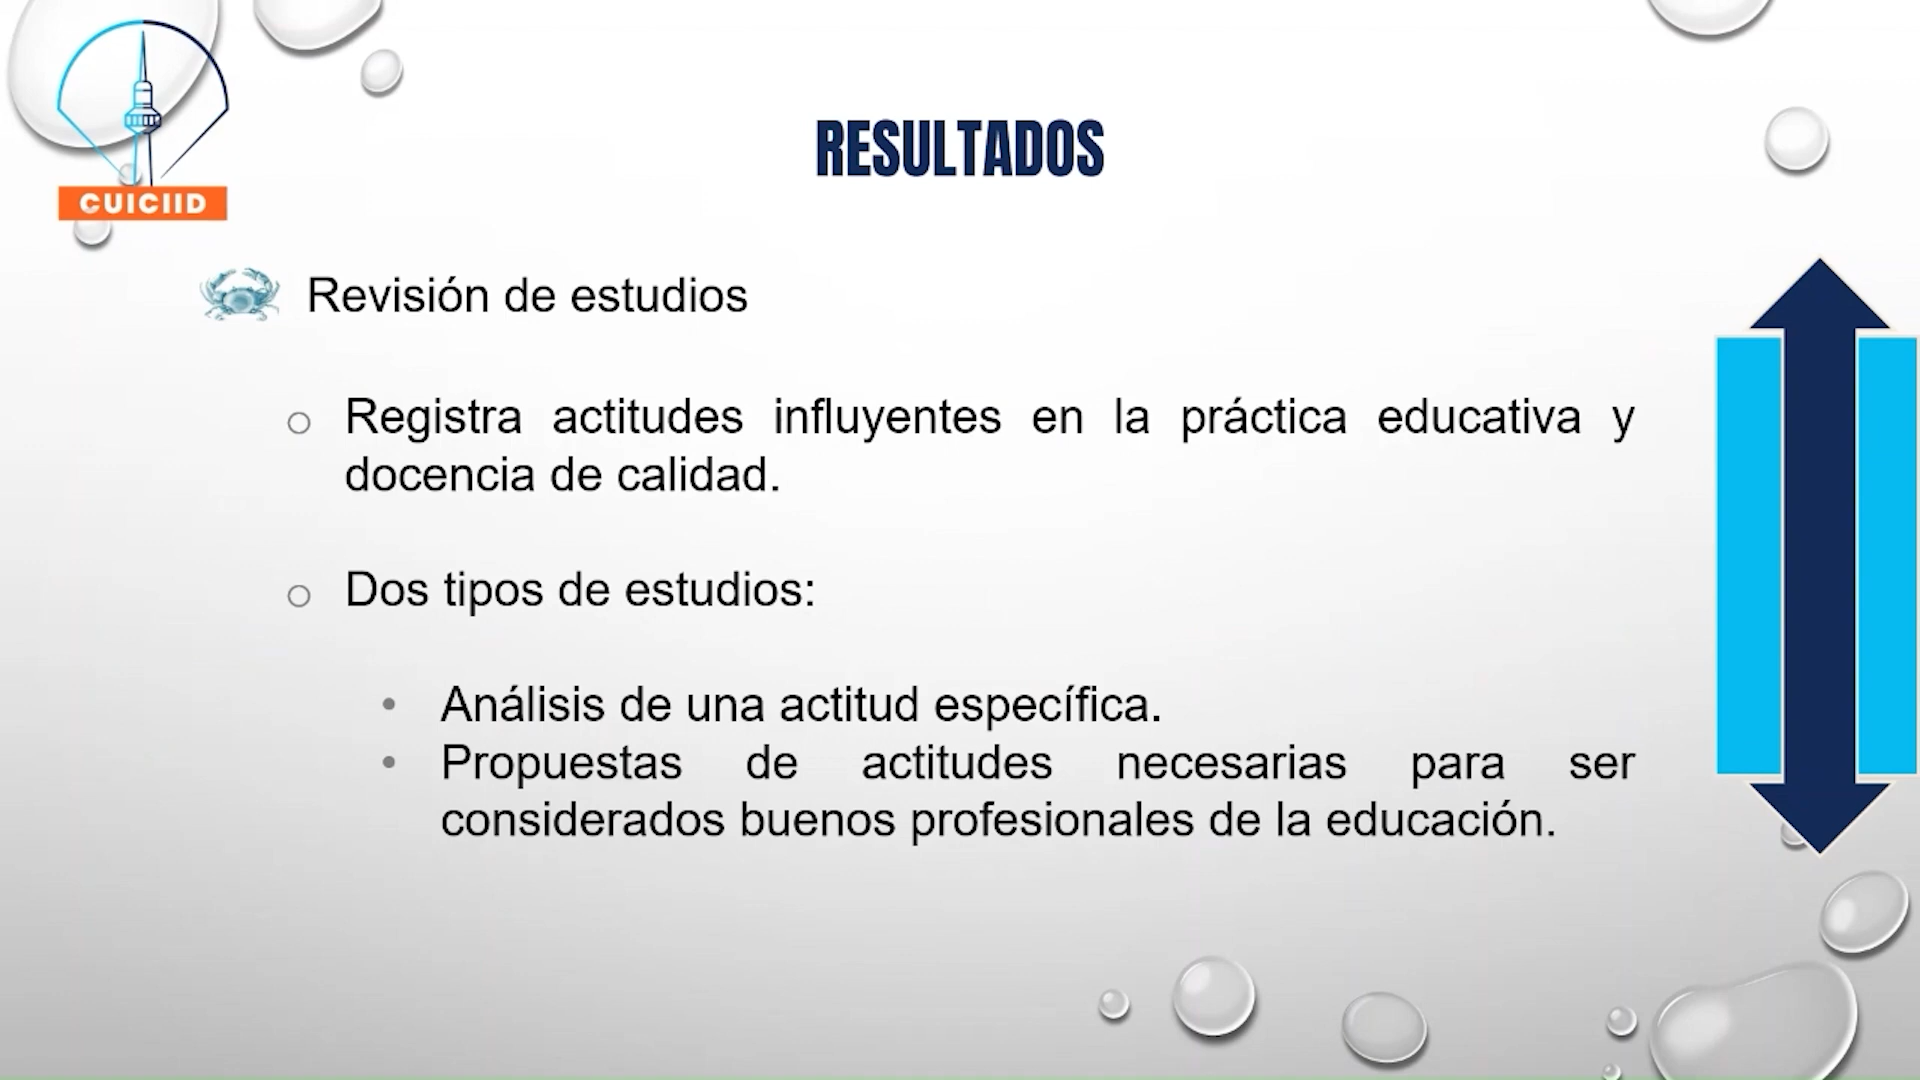 CUICIID
RESULTADOS
Revisión de estudios
Registra actitudes influyentes en la práctica educativa y
docencia de calidad.
Dos tipos de estudios:
Análisis de una actitud específica.
Propuestas de actitudes necesarias para ser
considerados buenos profesionales de la educación.